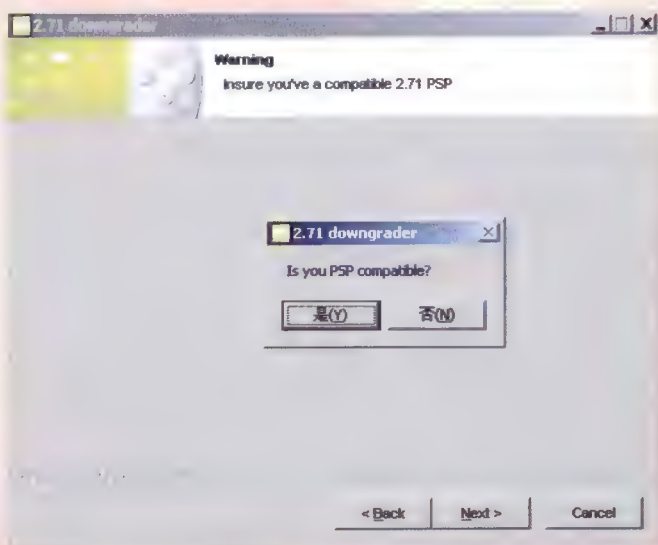 2.71 downgrader
Warning
Insure you've a compatible 2.71 PSP
2.71 downgrader
Is you PSP compatible?
是(Y)
否(N)
< Back
Next >
Cancel